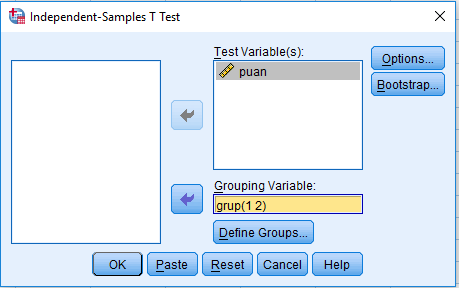 Independent-Samples T Test
Test Variable(s):
puan
Options...
Bootstrap...
Grouping Variable:
grup(1 2)
Define Groups...
OK Paste Reset Cancel Help